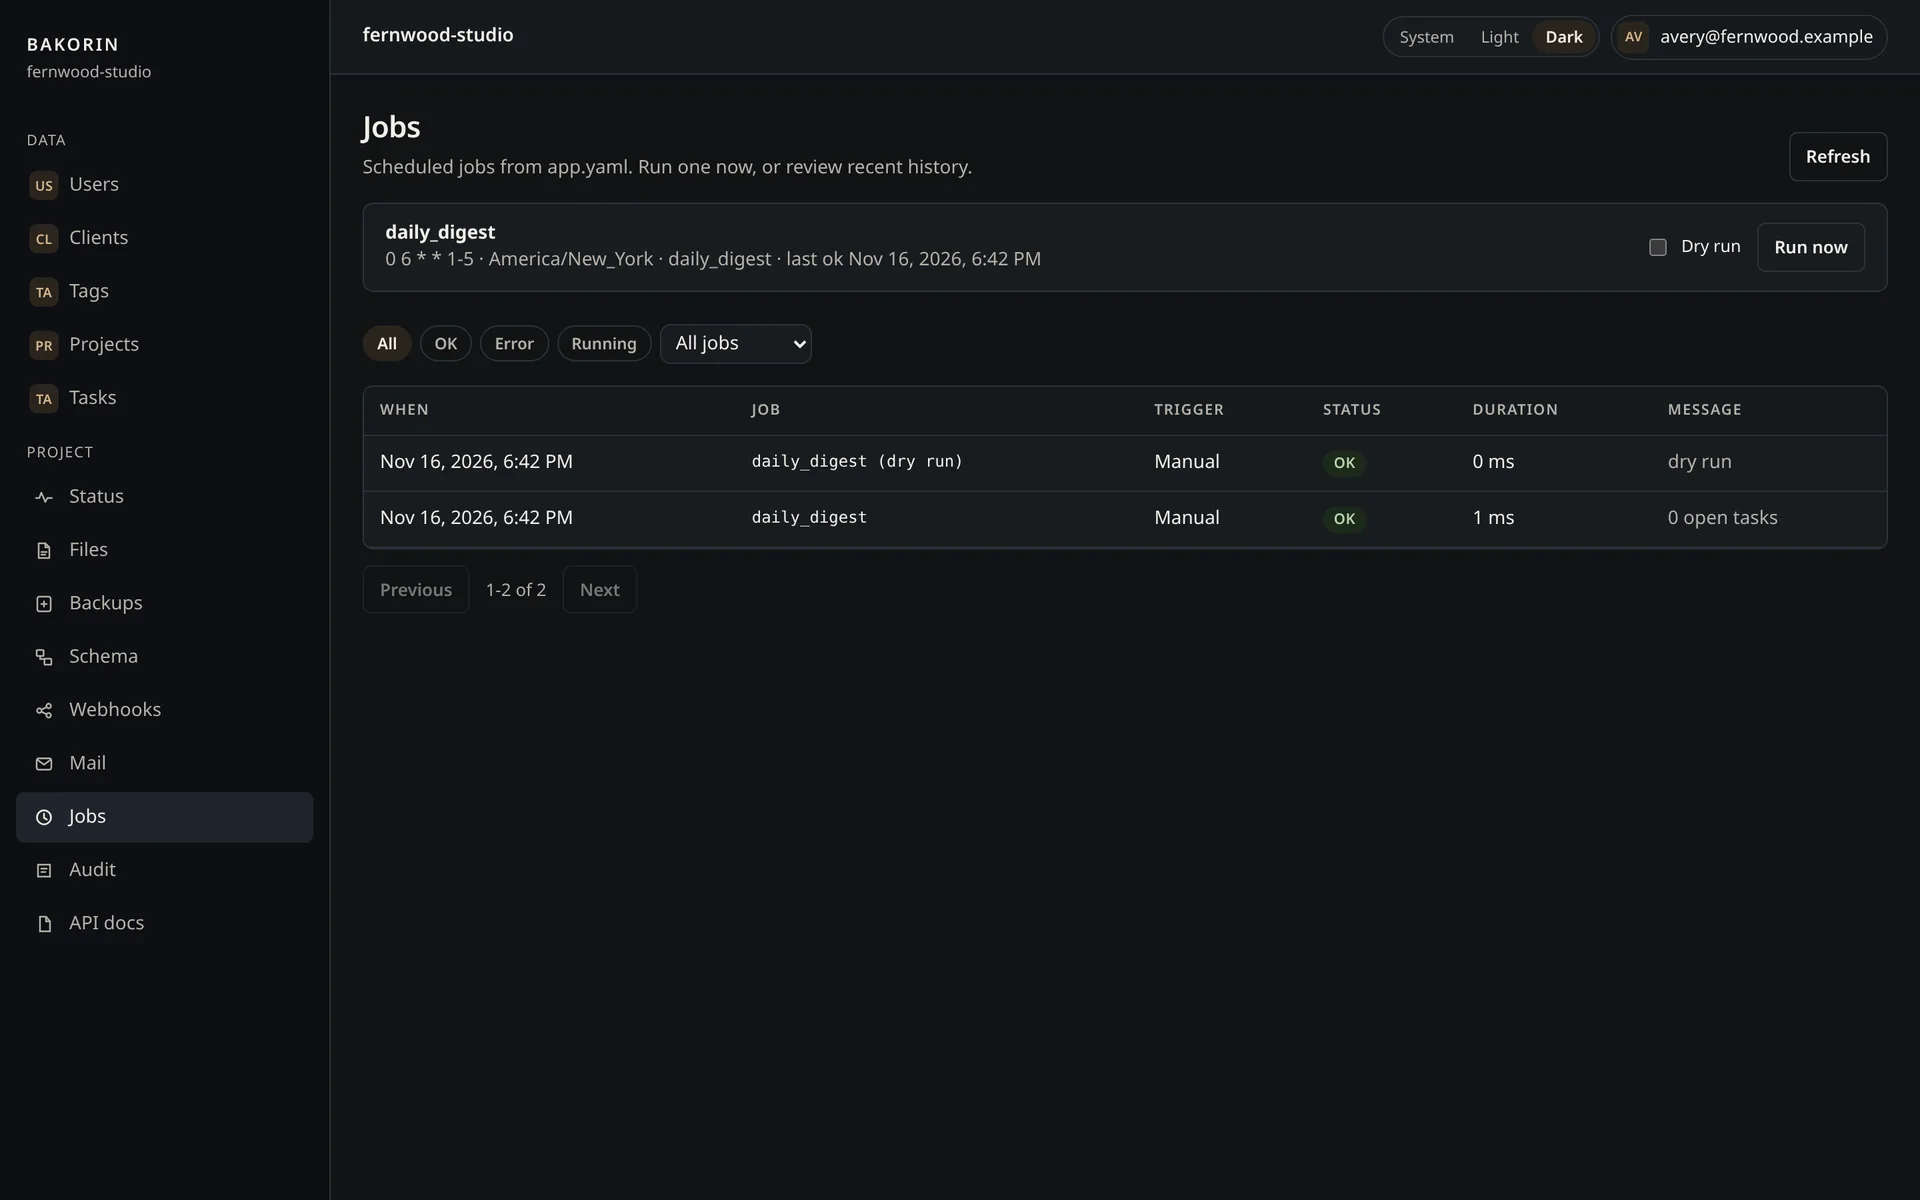 BAKORIN
fernwood-studio
DATA
US Users
CL Clients
TA Tags
PR Projects
TA Tasks
PROJECT
Status
Files
Backups
Schema
Webhooks
Mail
Jobs
Audit
API docs
fernwood-studio
System Light Dark
AV avery@fernwood.example
Jobs
Scheduled jobs from app.yaml. Run one now, or review recent history.
Refresh
daily_digest
0 6 * * 1-5 · America/New_York · daily_digest · last ok Nov 16, 2026, 6:42 PM
Dry run
Run now
All OK Error Running All jobs
WHEN JOB TRIGGER STATUS DURATION MESSAGE
Nov 16, 2026, 6:42 PM daily_digest (dry run) Manual OK 0 ms dry run
Nov 16, 2026, 6:42 PM daily_digest Manual OK 1 ms 0 open tasks
Previous 1-2 of 2 Next